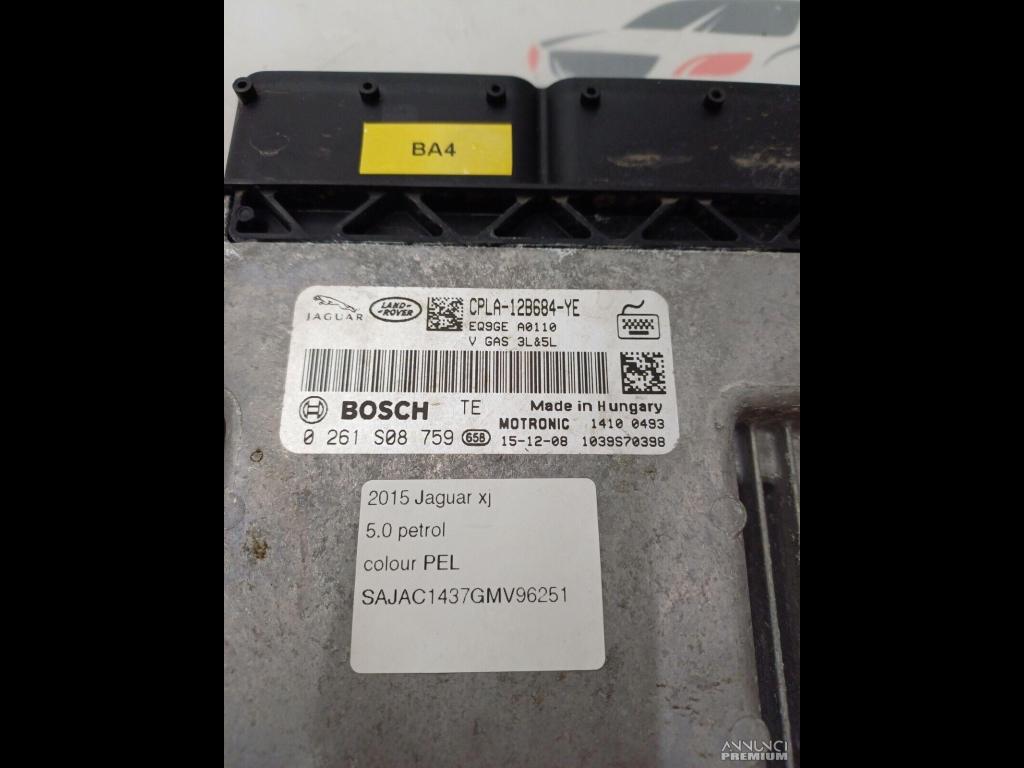 BA4
JAGUAR
LAND-
ROVER
CPLA-12B684-YE
EQ9GE A0110
V GAS 3L&5L
BOSCH TE Made in Hungary
MOTRONIC 1410 0493
0 261 S08 759 658 15-12-08 1039S70398
2015 Jaguar xj
5.0 petrol
colour PEL
SAJAC1437GMV96251
ANNUNCI
PREMIUM